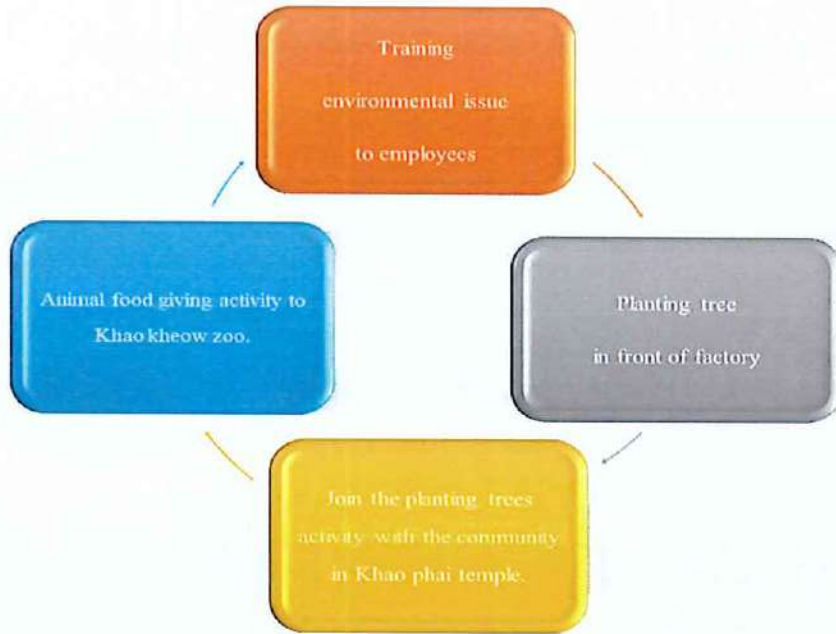 Training
environmental issue
to employees
Planting tree
in front of factory
Join the planting trees
activity with the community
in Khao phai temple.
Animal food giving activity to
Khao kheow zoo.